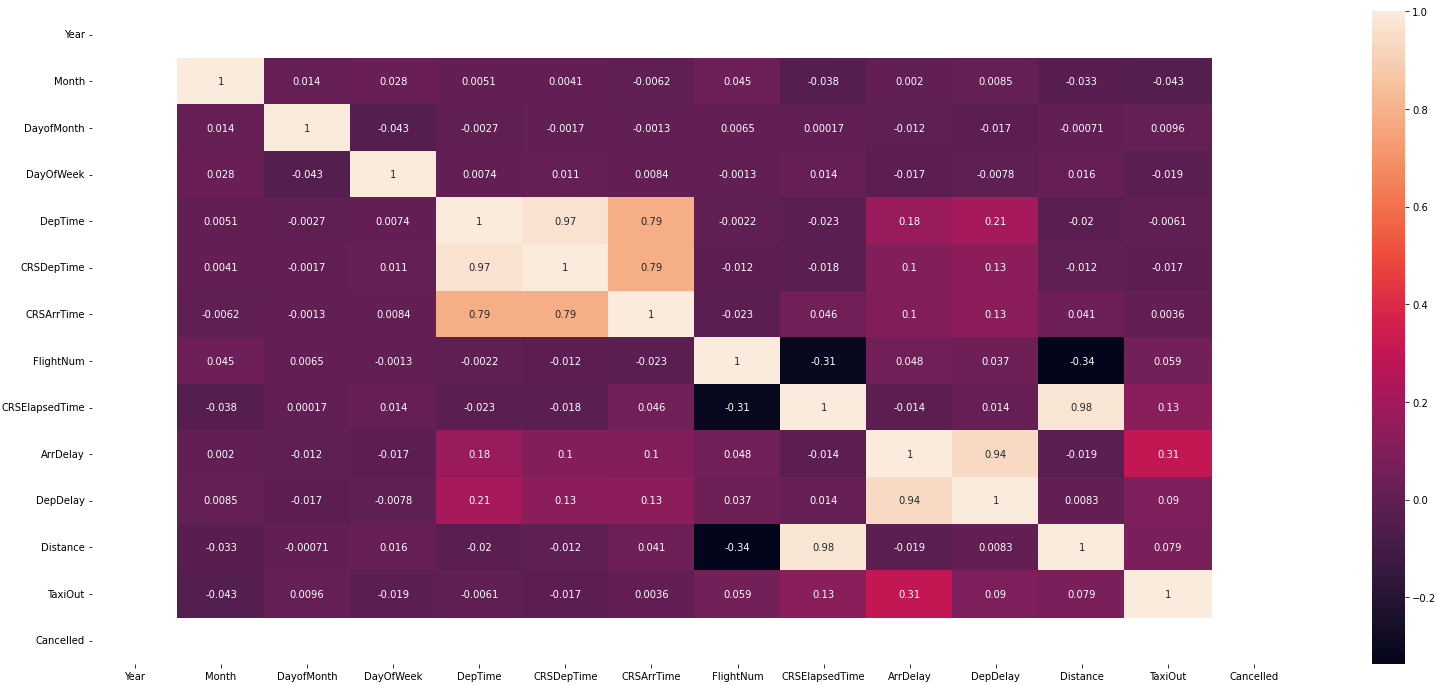 Year
Month 1 0.014 0.028 0.0051 0.0041 -0.0062 0.045 -0.038 0.002 0.0085 -0.033 -0.043
DayofMonth 0.014 1 -0.043 -0.0027 -0.0017 -0.0013 0.0065 0.00017 -0.012 -0.017 -0.00071 0.0096
DayOfWeek 0.028 -0.043 1 0.0074 0.011 0.0084 -0.0013 0.014 -0.017 -0.0078 0.016 -0.019
DepTime 0.0051 -0.0027 0.0074 1 0.97 0.79 -0.0022 -0.023 0.18 0.21 -0.02 -0.0061
CRSDepTime 0.0041 -0.0017 0.011 0.97 1 0.79 -0.012 -0.018 0.1 0.13 -0.012 -0.017
CRSArrTime -0.0062 -0.0013 0.0084 0.79 0.79 1 -0.023 0.046 0.1 0.13 0.041 0.0036
FlightNum 0.045 0.0065 -0.0013 -0.0022 -0.012 -0.023 1 -0.31 0.048 0.037 -0.34 0.059
CRSElapsedTime -0.038 0.00017 0.014 -0.023 -0.018 0.046 -0.31 1 -0.014 0.014 0.98 0.13
ArrDelay 0.002 -0.012 -0.017 0.18 0.1 0.1 0.048 -0.014 1 0.94 -0.019 0.31
DepDelay 0.0085 -0.017 -0.0078 0.21 0.13 0.13 0.037 0.014 0.94 1 0.0083 0.09
Distance -0.033 -0.00071 0.016 -0.02 -0.012 0.041 -0.34 0.98 -0.019 0.0083 1 0.079
TaxiOut -0.043 0.0096 -0.019 -0.0061 -0.017 0.0036 0.059 0.13 0.31 0.09 0.079 1
Cancelled
Year Month DayofMonth DayOfWeek DepTime CRSDepTime CRSArrTime FlightNum CRSElapsedTime ArrDelay DepDelay Distance TaxiOut Cancelled
1.0
0.8
0.6
0.4
0.2
0.0
−0.2